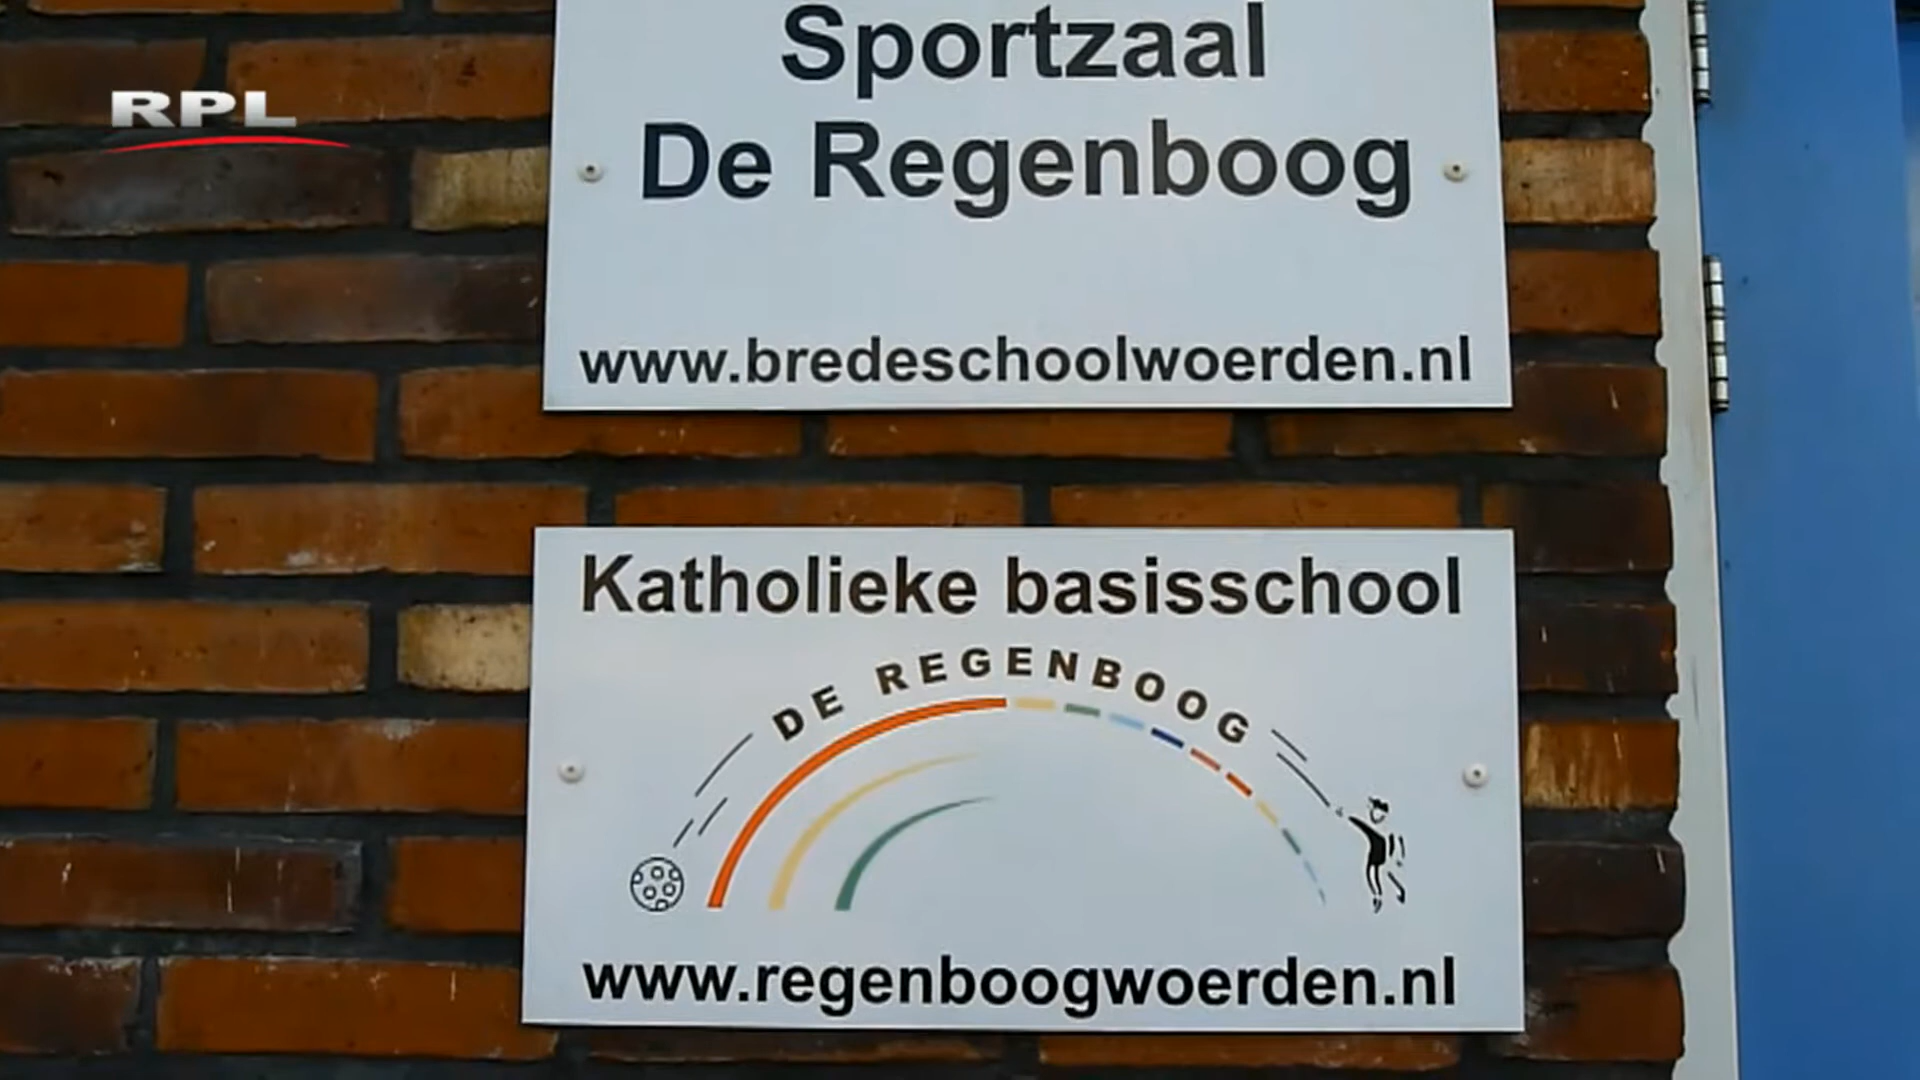 RPL
Sportzaal
De Regenboog
www.bredeschoolwoerden.nl
Katholieke basisschool
DE REGENBOOG
www.regenboogwoerden.nl